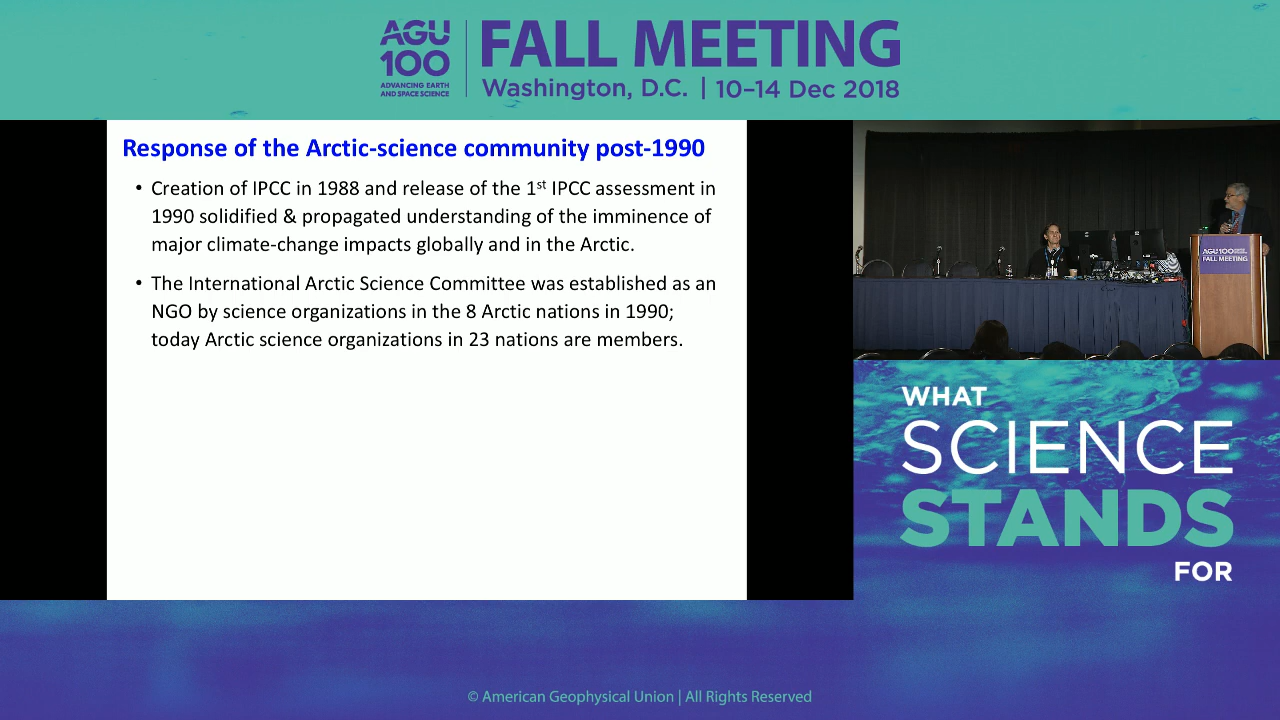 AGU
100
ADVANCING EARTH
AND SPACE SCIENCE
FALL MEETING
Washington, D.C. | 10–14 Dec 2018
Response of the Arctic-science community post-1990
• Creation of IPCC in 1988 and release of the 1st IPCC assessment in
1990 solidified & propagated understanding of the imminence of
major climate-change impacts globally and in the Arctic.
• The International Arctic Science Committee was established as an
NGO by science organizations in the 8 Arctic nations in 1990;
today Arctic science organizations in 23 nations are members.
AGU100
FALL MEETING
WHAT
SCIENCE
STANDS
FOR
© American Geophysical Union | All Rights Reserved